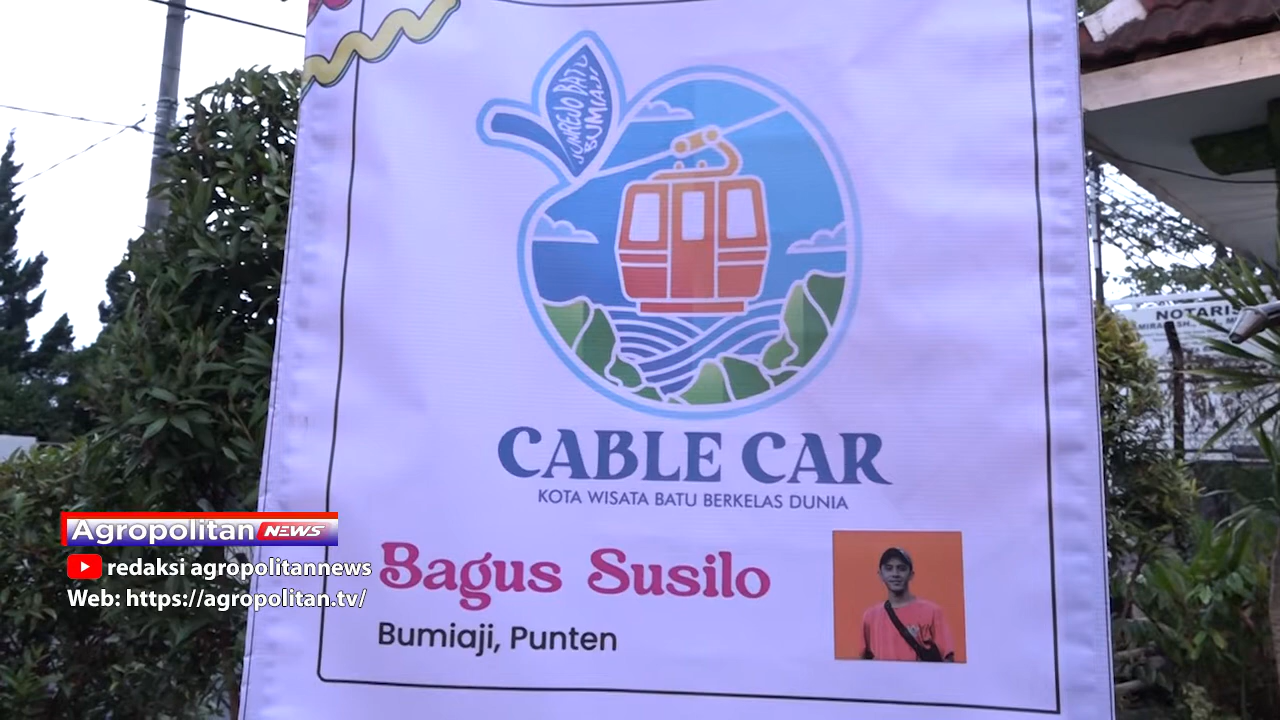 JUNREJO BATU
BUMIAJI
CABLE CAR
KOTA WISATA BATU BERKELAS DUNIA
Bagus Susilo
Bumiaji, Punten
NOTARIS
Agropolitan NEWS
redaksi agropolitannews
Web: https://agropolitan.tv/